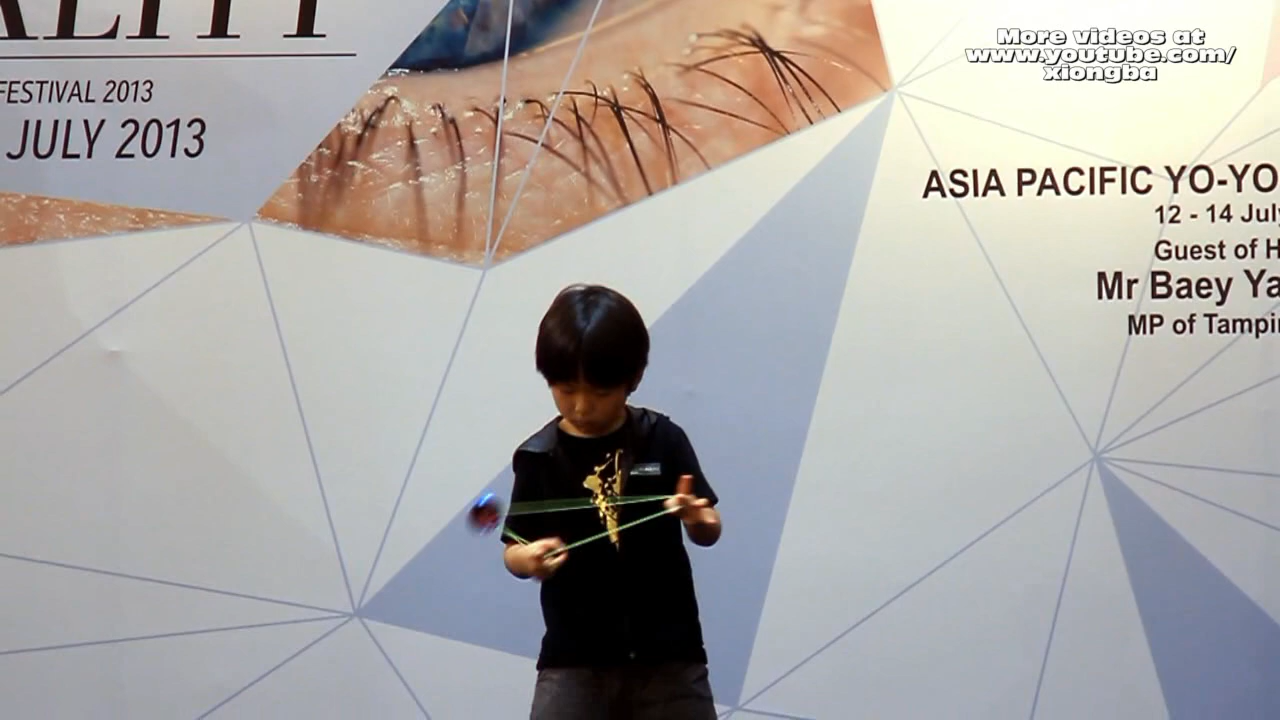 FESTIVAL 2013
JULY 2013
More videos at
www.youtube.com/
xiongba
ASIA PACIFIC YO-YO
12 - 14 July
Guest of H
Mr Baey Ya
MP of Tampi